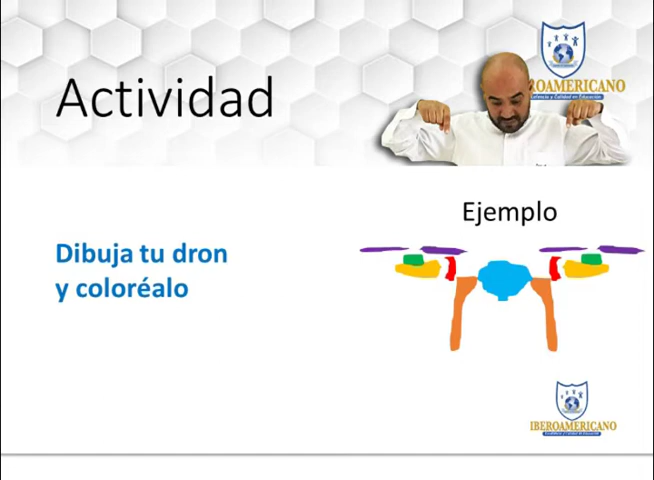 Actividad
ROAMERICANO
Ejemplo
Dibuja tu dron
y coloréalo
IBEROAMERICANO